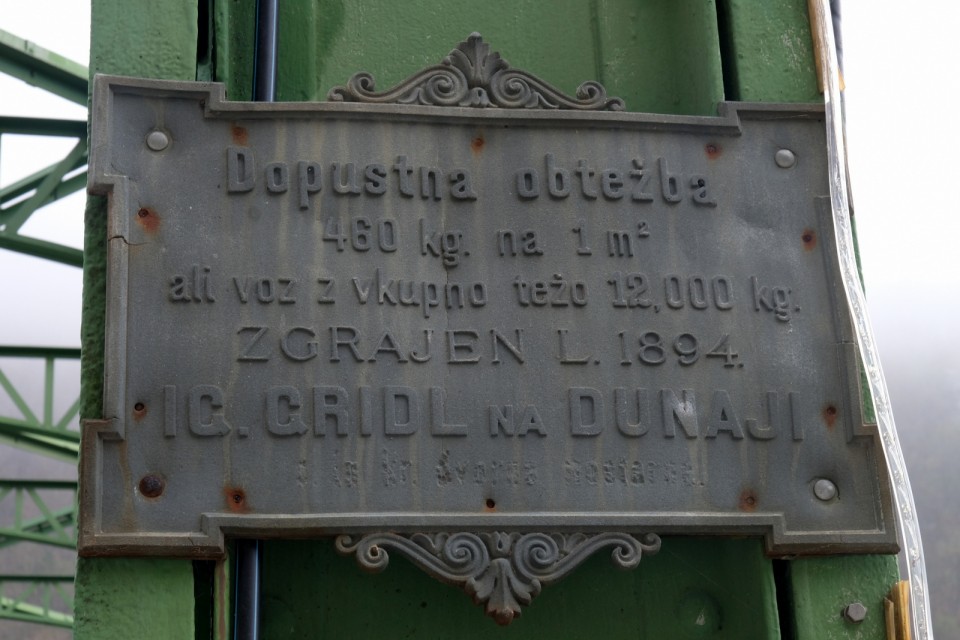 Dopustna obtežba
460 kg. na 1 m²
ali voz z vkupno težo 12,000 kg.
ZGRAJEN L. 1894.
IG. GRIDL NA DUNAJI